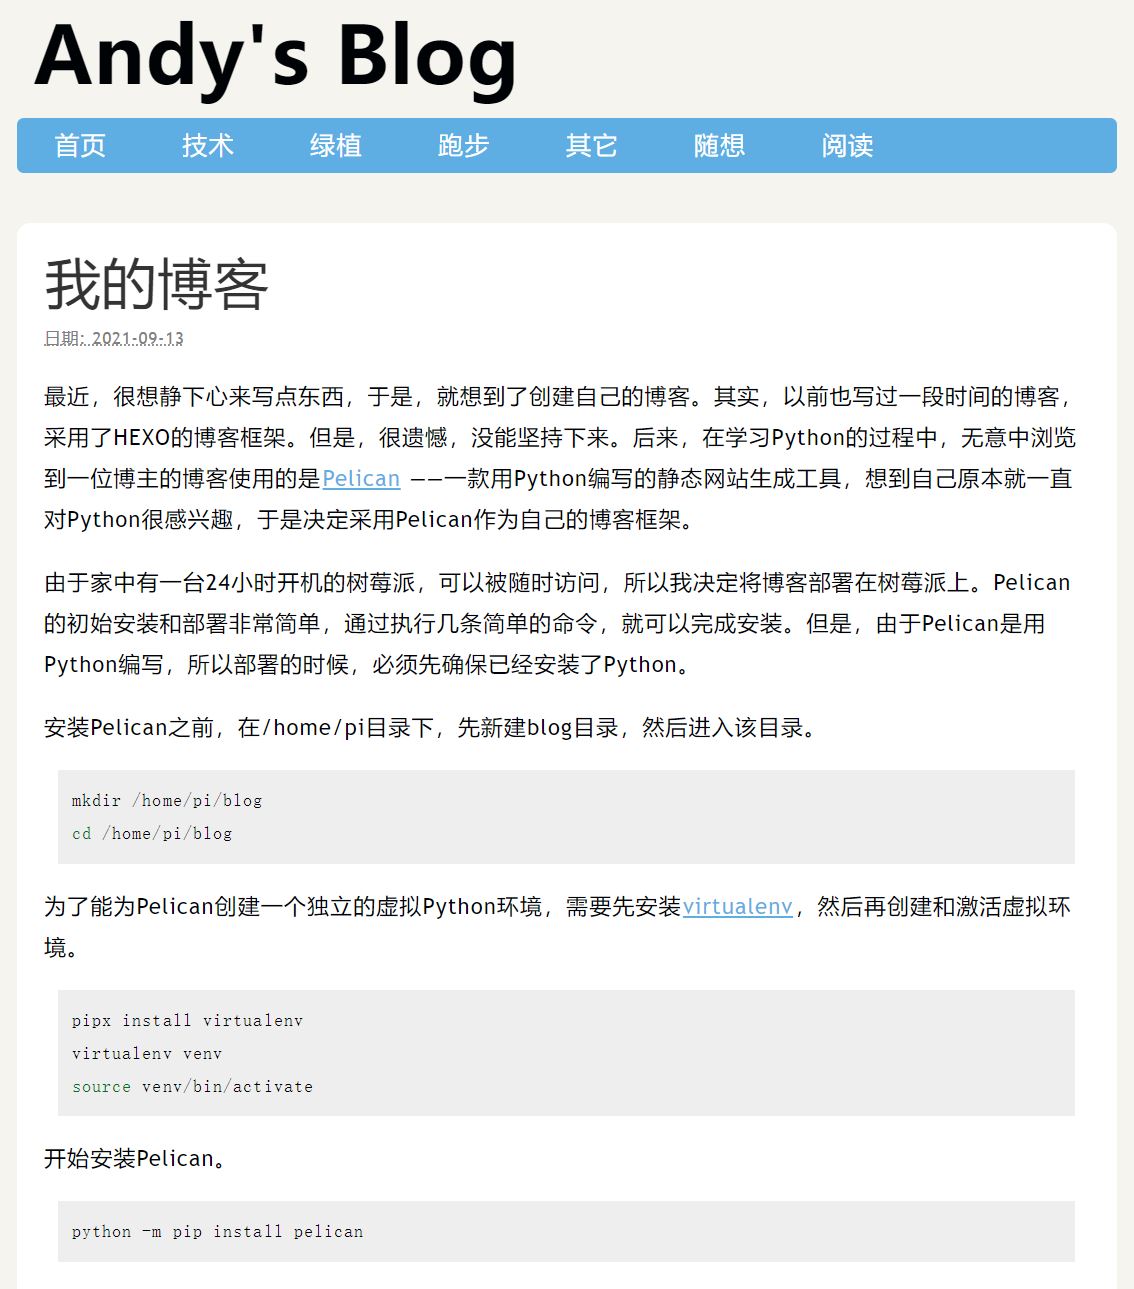 Andy's Blog
首页 技术 绿植 跑步 其它 随想 阅读
我的博客
日期: 2021-09-13
最近，很想静下心来写点东西，于是，就想到了创建自己的博客。其实，以前也写过一段时间的博客，
采用了HEXO的博客框架。但是，很遗憾，没能坚持下来。后来，在学习Python的过程中，无意中浏览
到一位博主的博客使用的是Pelican ——一款用Python编写的静态网站生成工具，想到自己原本就一直
对Python很感兴趣，于是决定采用Pelican作为自己的博客框架。
由于家中有一台24小时开机的树莓派，可以被随时访问，所以我决定将博客部署在树莓派上。Pelican
的初始安装和部署非常简单，通过执行几条简单的命令，就可以完成安装。但是，由于Pelican是用
Python编写，所以部署的时候，必须先确保已经安装了Python。
安装Pelican之前，在/home/pi目录下，先新建blog目录，然后进入该目录。
mkdir /home/pi/blog
cd /home/pi/blog
为了能为Pelican创建一个独立的虚拟Python环境，需要先安装virtualenv，然后再创建和激活虚拟环
境。
pipx install virtualenv
virtualenv venv
source venv/bin/activate
开始安装Pelican。
python -m pip install pelican